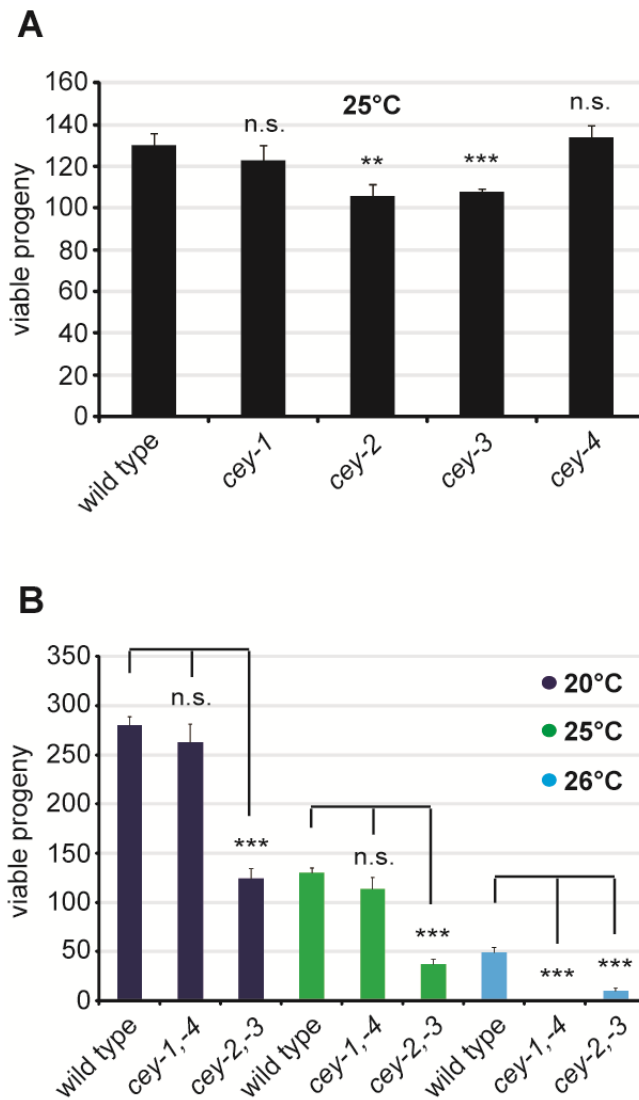 A
25°C
viable progeny
160
140
120
100
80
60
40
20
0
n.s.
**
***
n.s.
wild type
cey-1
cey-2
cey-3
cey-4
B
viable progeny
350
300
250
200
150
100
50
0
20°C
25°C
26°C
n.s.
***
n.s.
***
***
***
wild type
cey-1,-4
cey-2,-3
wild type
cey-1,-4
cey-2,-3
wild type
cey-1,-4
cey-2,-3